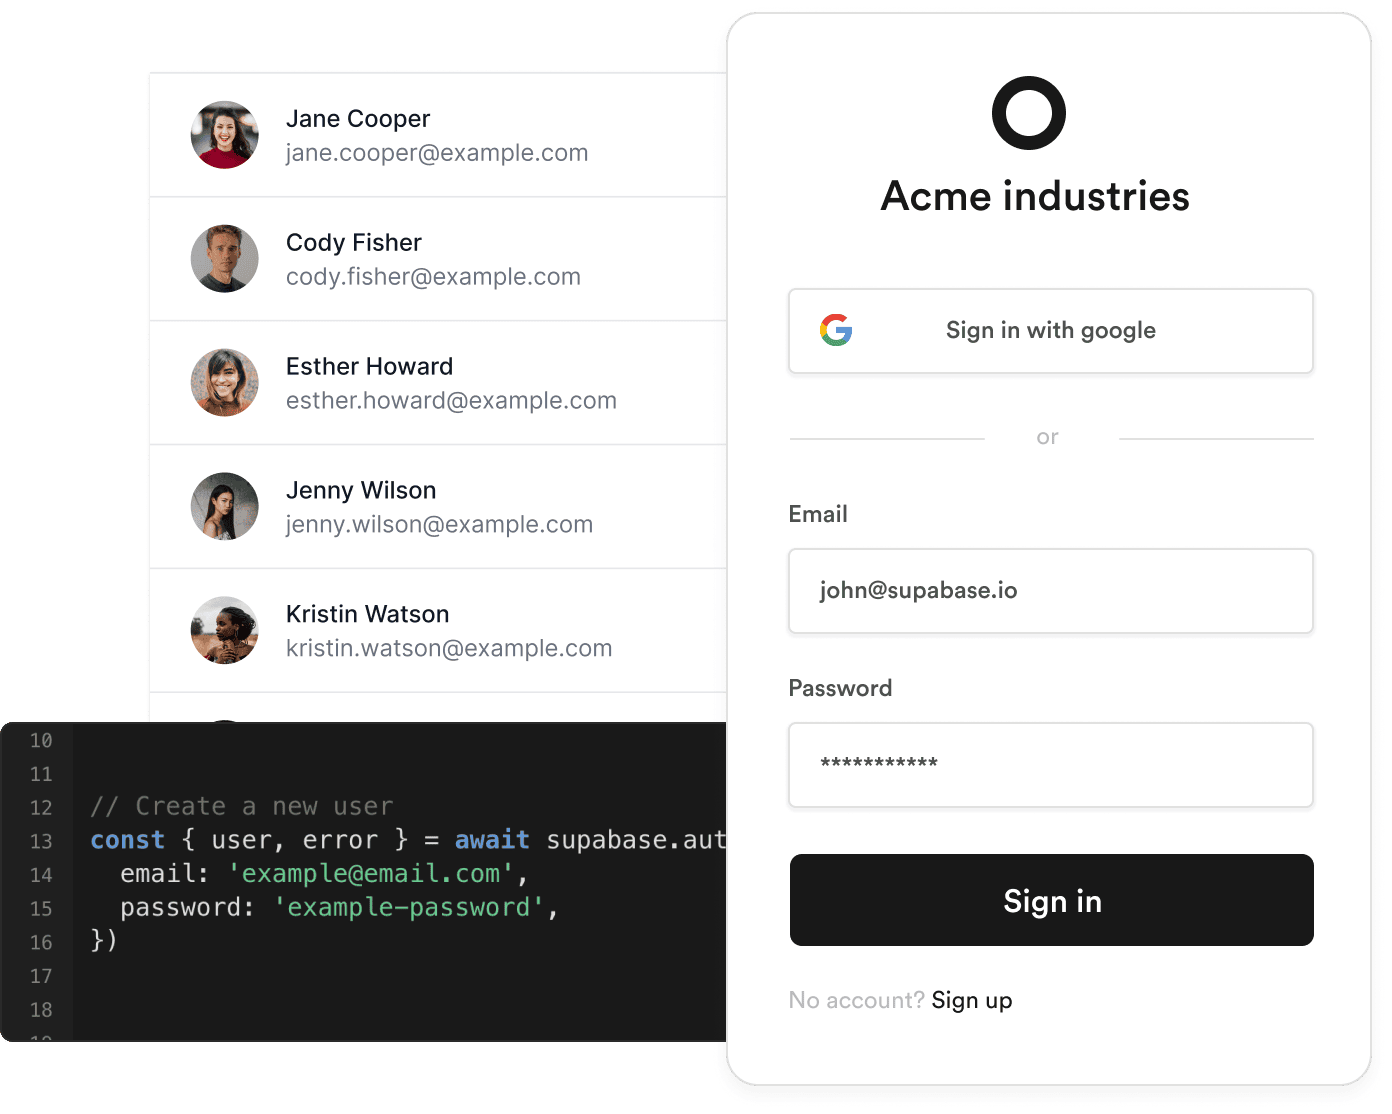 Jane Cooper
jane.cooper@example.com
Cody Fisher
cody.fisher@example.com
Esther Howard
esther.howard@example.com
Jenny Wilson
jenny.wilson@example.com
Kristin Watson
kristin.watson@example.com
10
11
12 // Create a new user
13 const { user, error } = await supabase.aut
14 email: 'example@email.com',
15 password: 'example-password',
16 })
17
18
Acme industries
Sign in with google
or
Email
john@supabase.io
Password
***********
Sign in
No account? Sign up